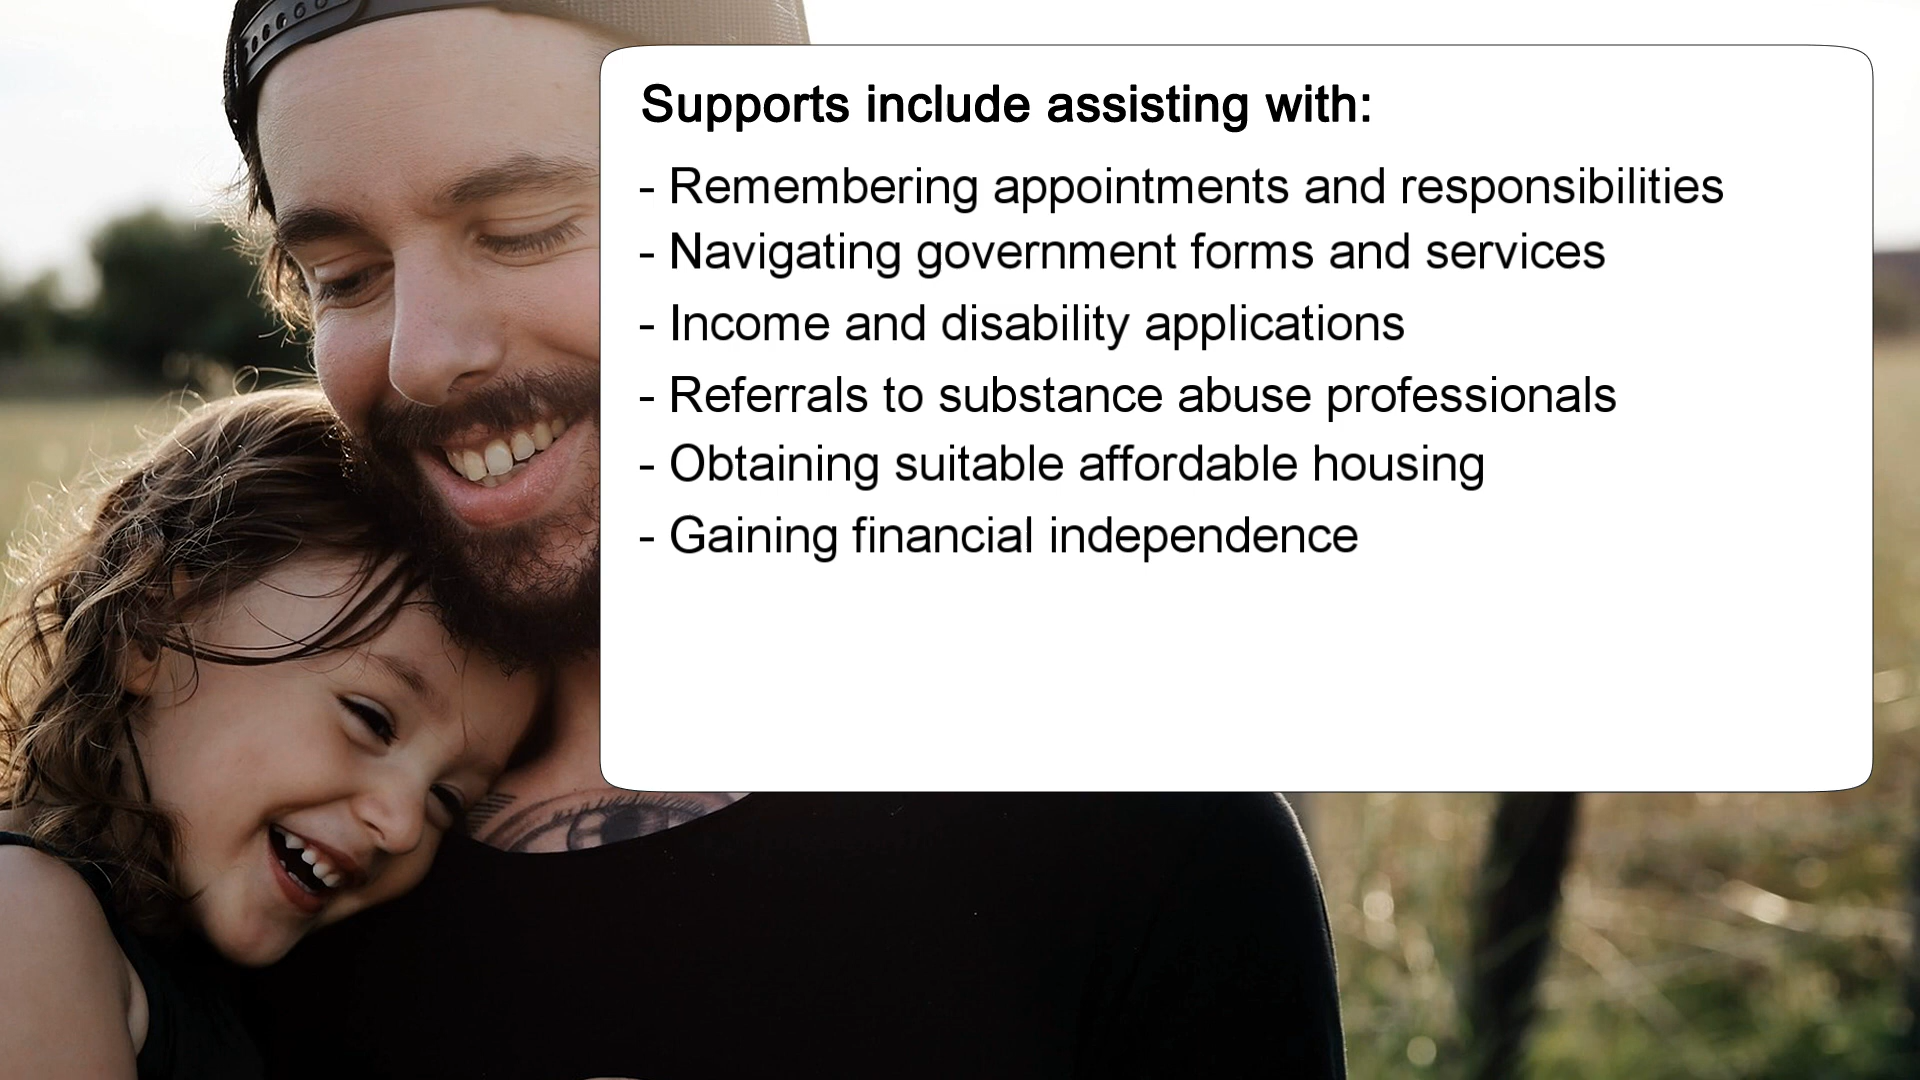 Supports include assisting with:
- Remembering appointments and responsibilities
- Navigating government forms and services
- Income and disability applications
- Referrals to substance abuse professionals
- Obtaining suitable affordable housing
- Gaining financial independence